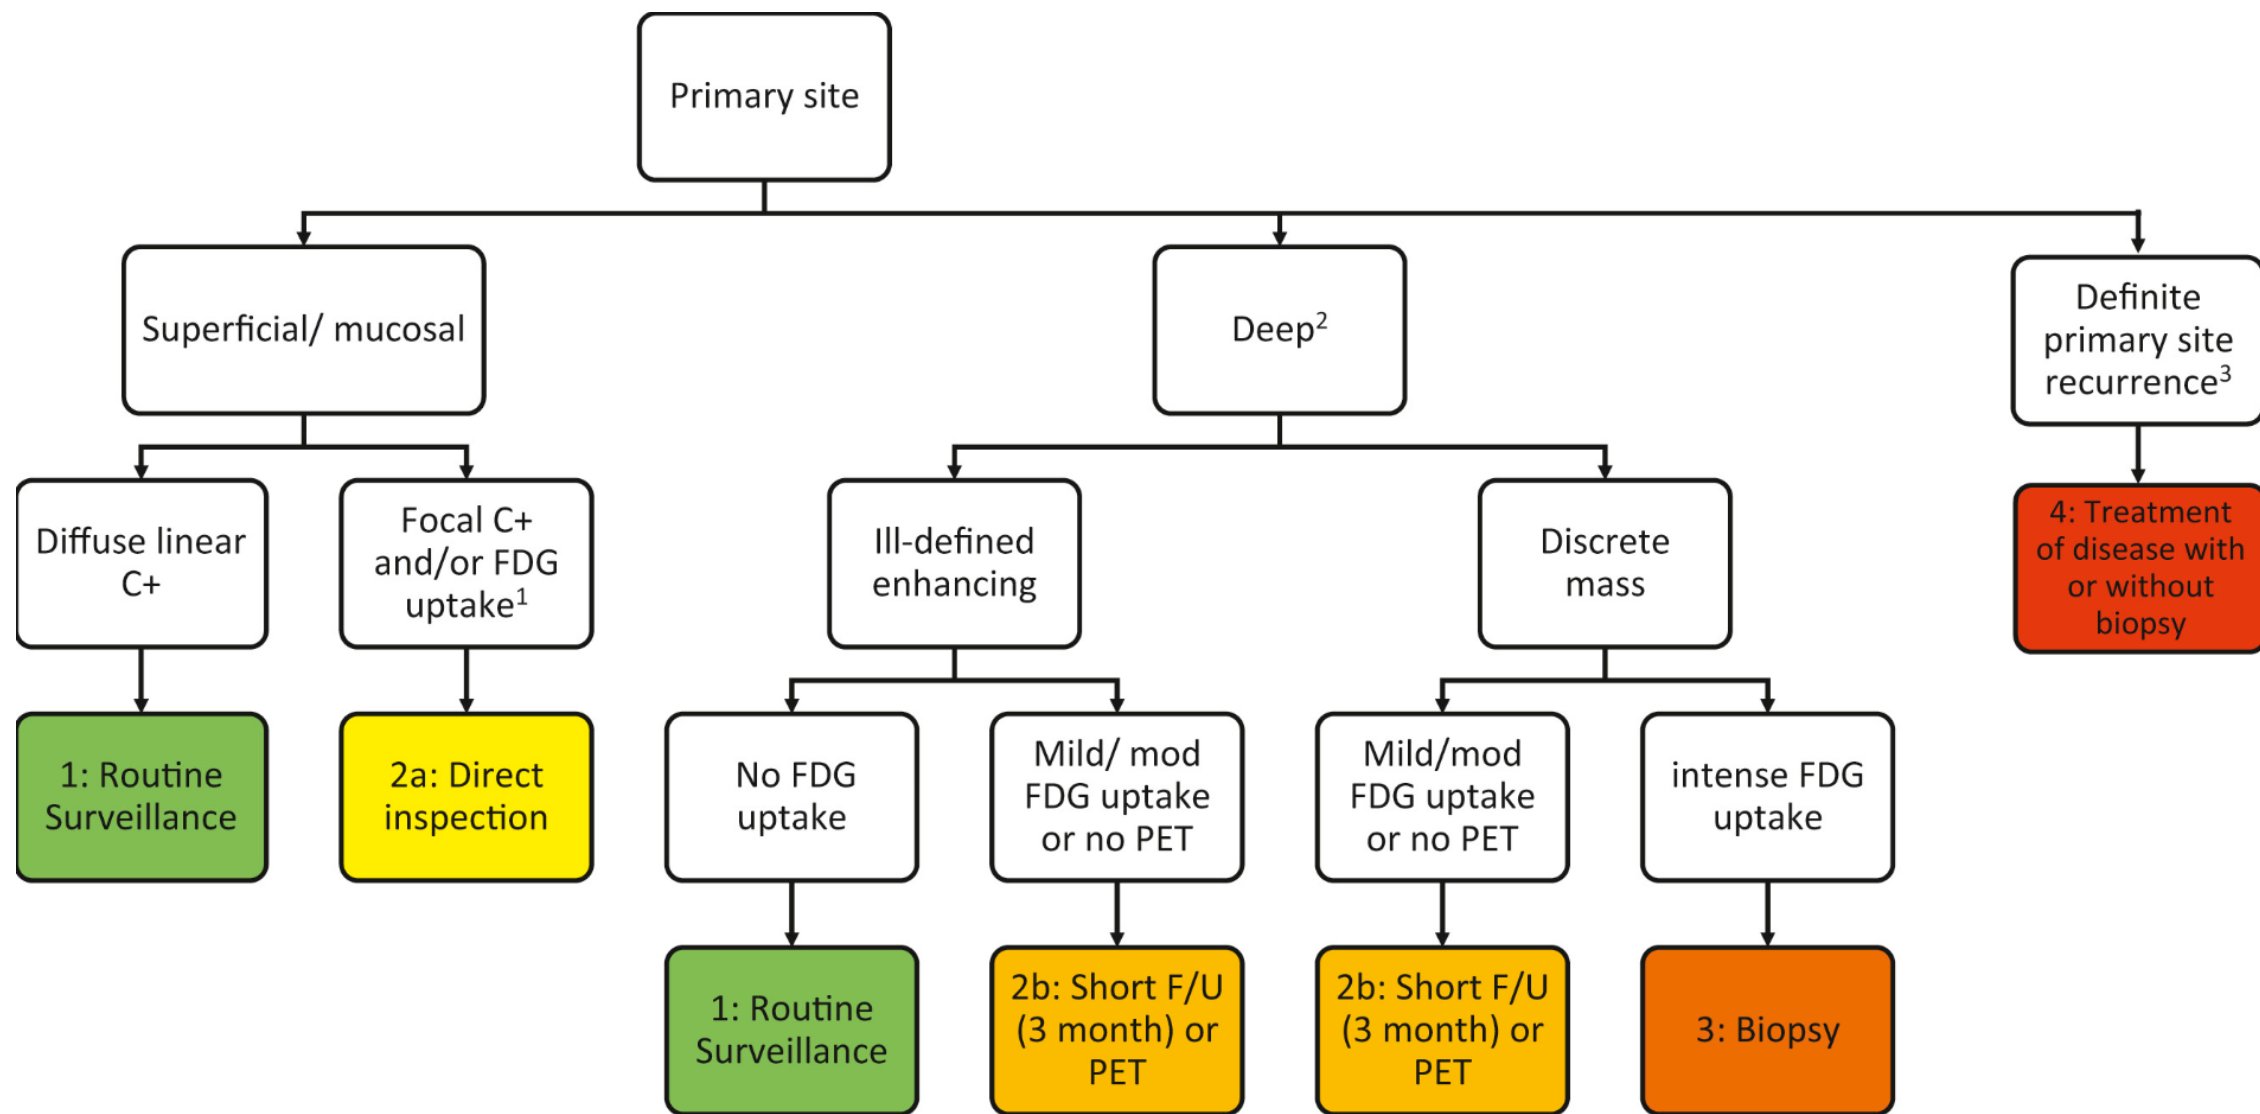 Primary site
Superficial/ mucosal
Deep²
Definite
primary site
recurrence³
Diffuse linear
C+
Focal C+
and/or FDG
uptake¹
Ill-defined
enhancing
Discrete
mass
4: Treatment
of disease with
or without
biopsy
1: Routine
Surveillance
2a: Direct
inspection
No FDG
uptake
Mild/ mod
FDG uptake
or no PET
Mild/mod
FDG uptake
or no PET
intense FDG
uptake
1: Routine
Surveillance
2b: Short F/U
(3 month) or
PET
2b: Short F/U
(3 month) or
PET
3: Biopsy